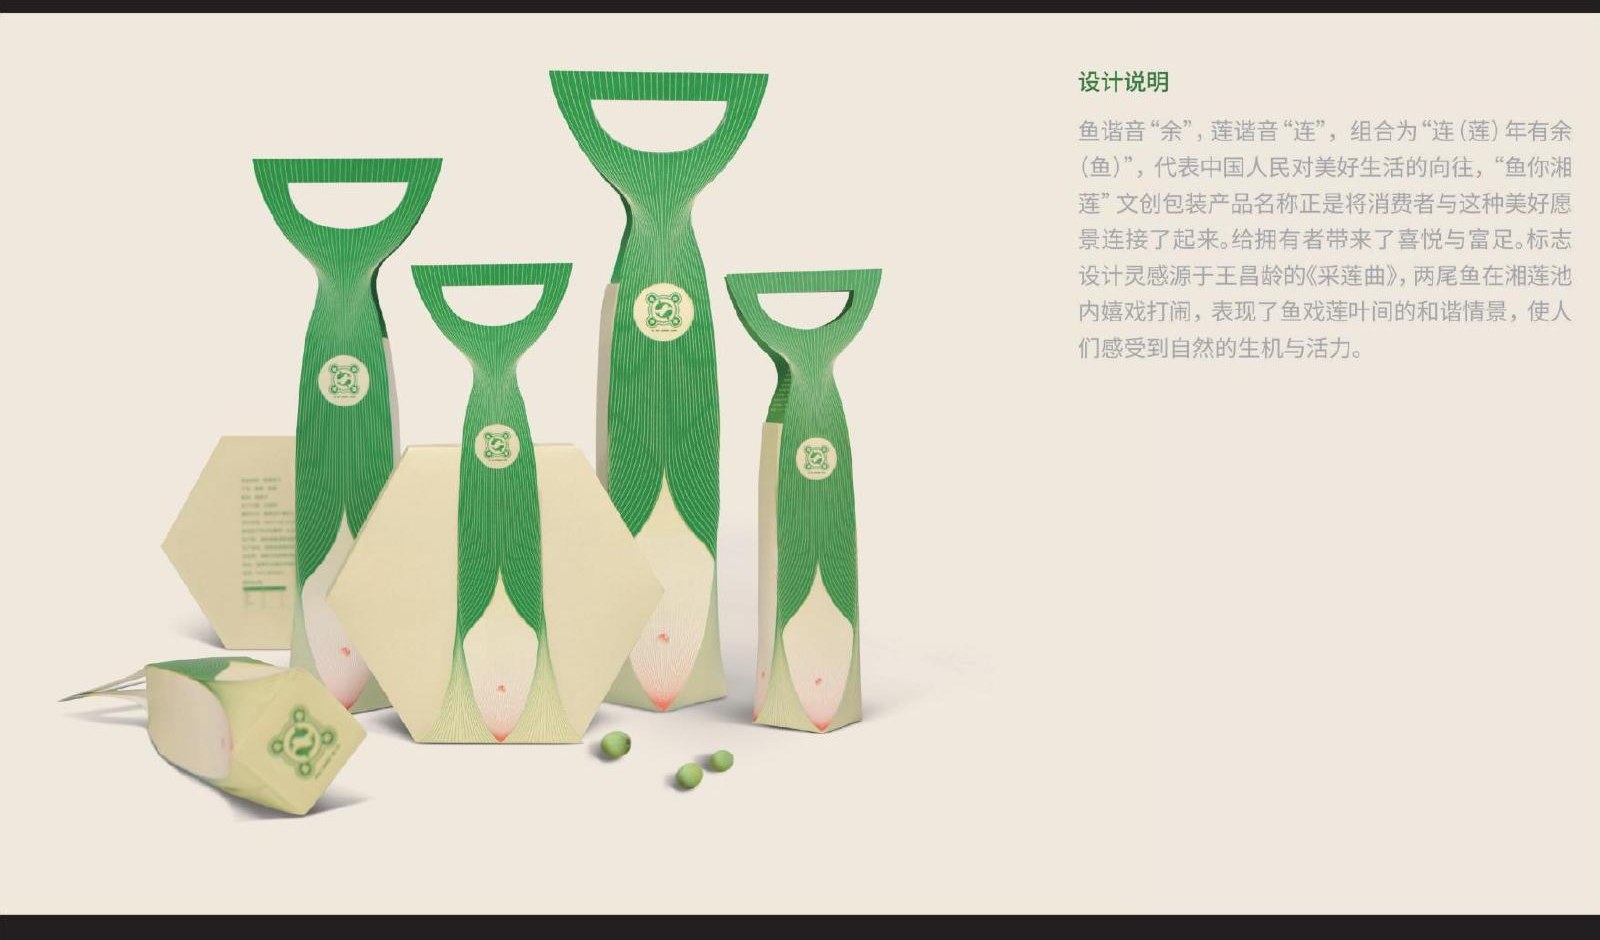 设计说明
鱼谐音“余”，莲谐音“连”，组合为“连（莲）年有余
（鱼）”，代表中国人民对美好生活的向往，“鱼你湘
莲”文创包装产品名称正是将消费者与这种美好愿
景连接了起来。给拥有者带来了喜悦与富足。标志
设计灵感源于王昌龄的《采莲曲》，两尾鱼在湘莲池
内嬉戏打闹，表现了鱼戏莲叶间的和谐情景，使人
们感受到自然的生机与活力。